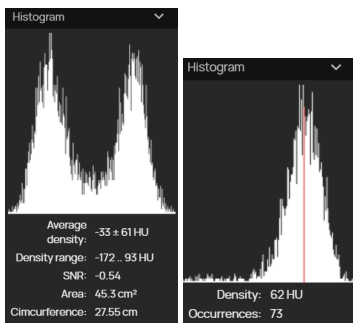 Histogram
Average
density: -33 ± 61 HU
Density range: -172 .. 93 HU
SNR: -0.54
Area: 45.3 cm²
Cimcurference: 27.55 cm
Histogram
Density: 62 HU
Occurrences: 73